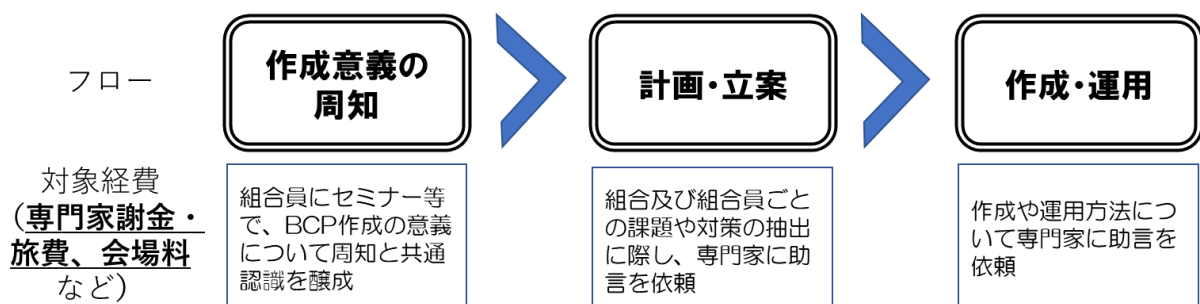 フロー
作成意義の
周知
計画・立案
作成・運用
対象経費
(専門家謝金・
旅費、会場料
など)
組合員にセミナー等
で、BCP作成の意義
について周知と共通
認識を醸成
組合及び組合員ごと
の課題や対策の抽出
に際し、専門家に助
言を依頼
作成や運用方法につ
いて専門家に助言を
依頼